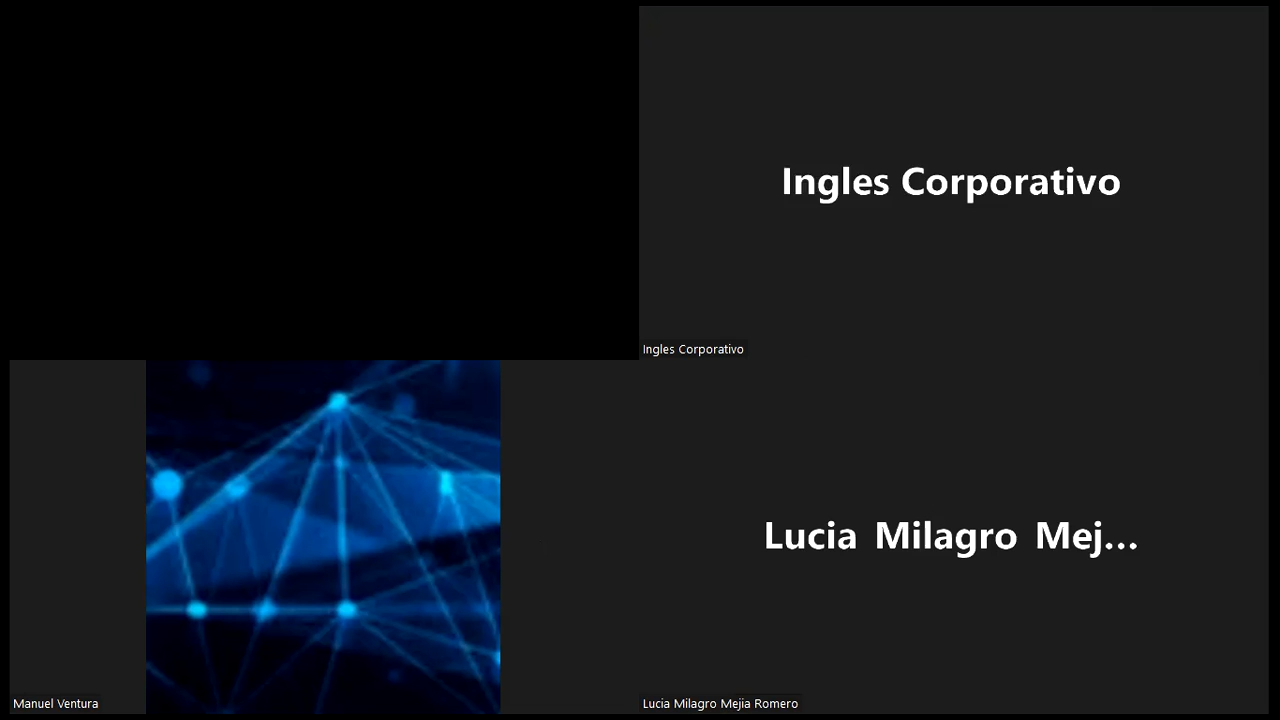 Ingles Corporativo
Ingles Corporativo
Lucia Milagro Mej...
Manuel Ventura
Lucia Milagro Mejia Romero